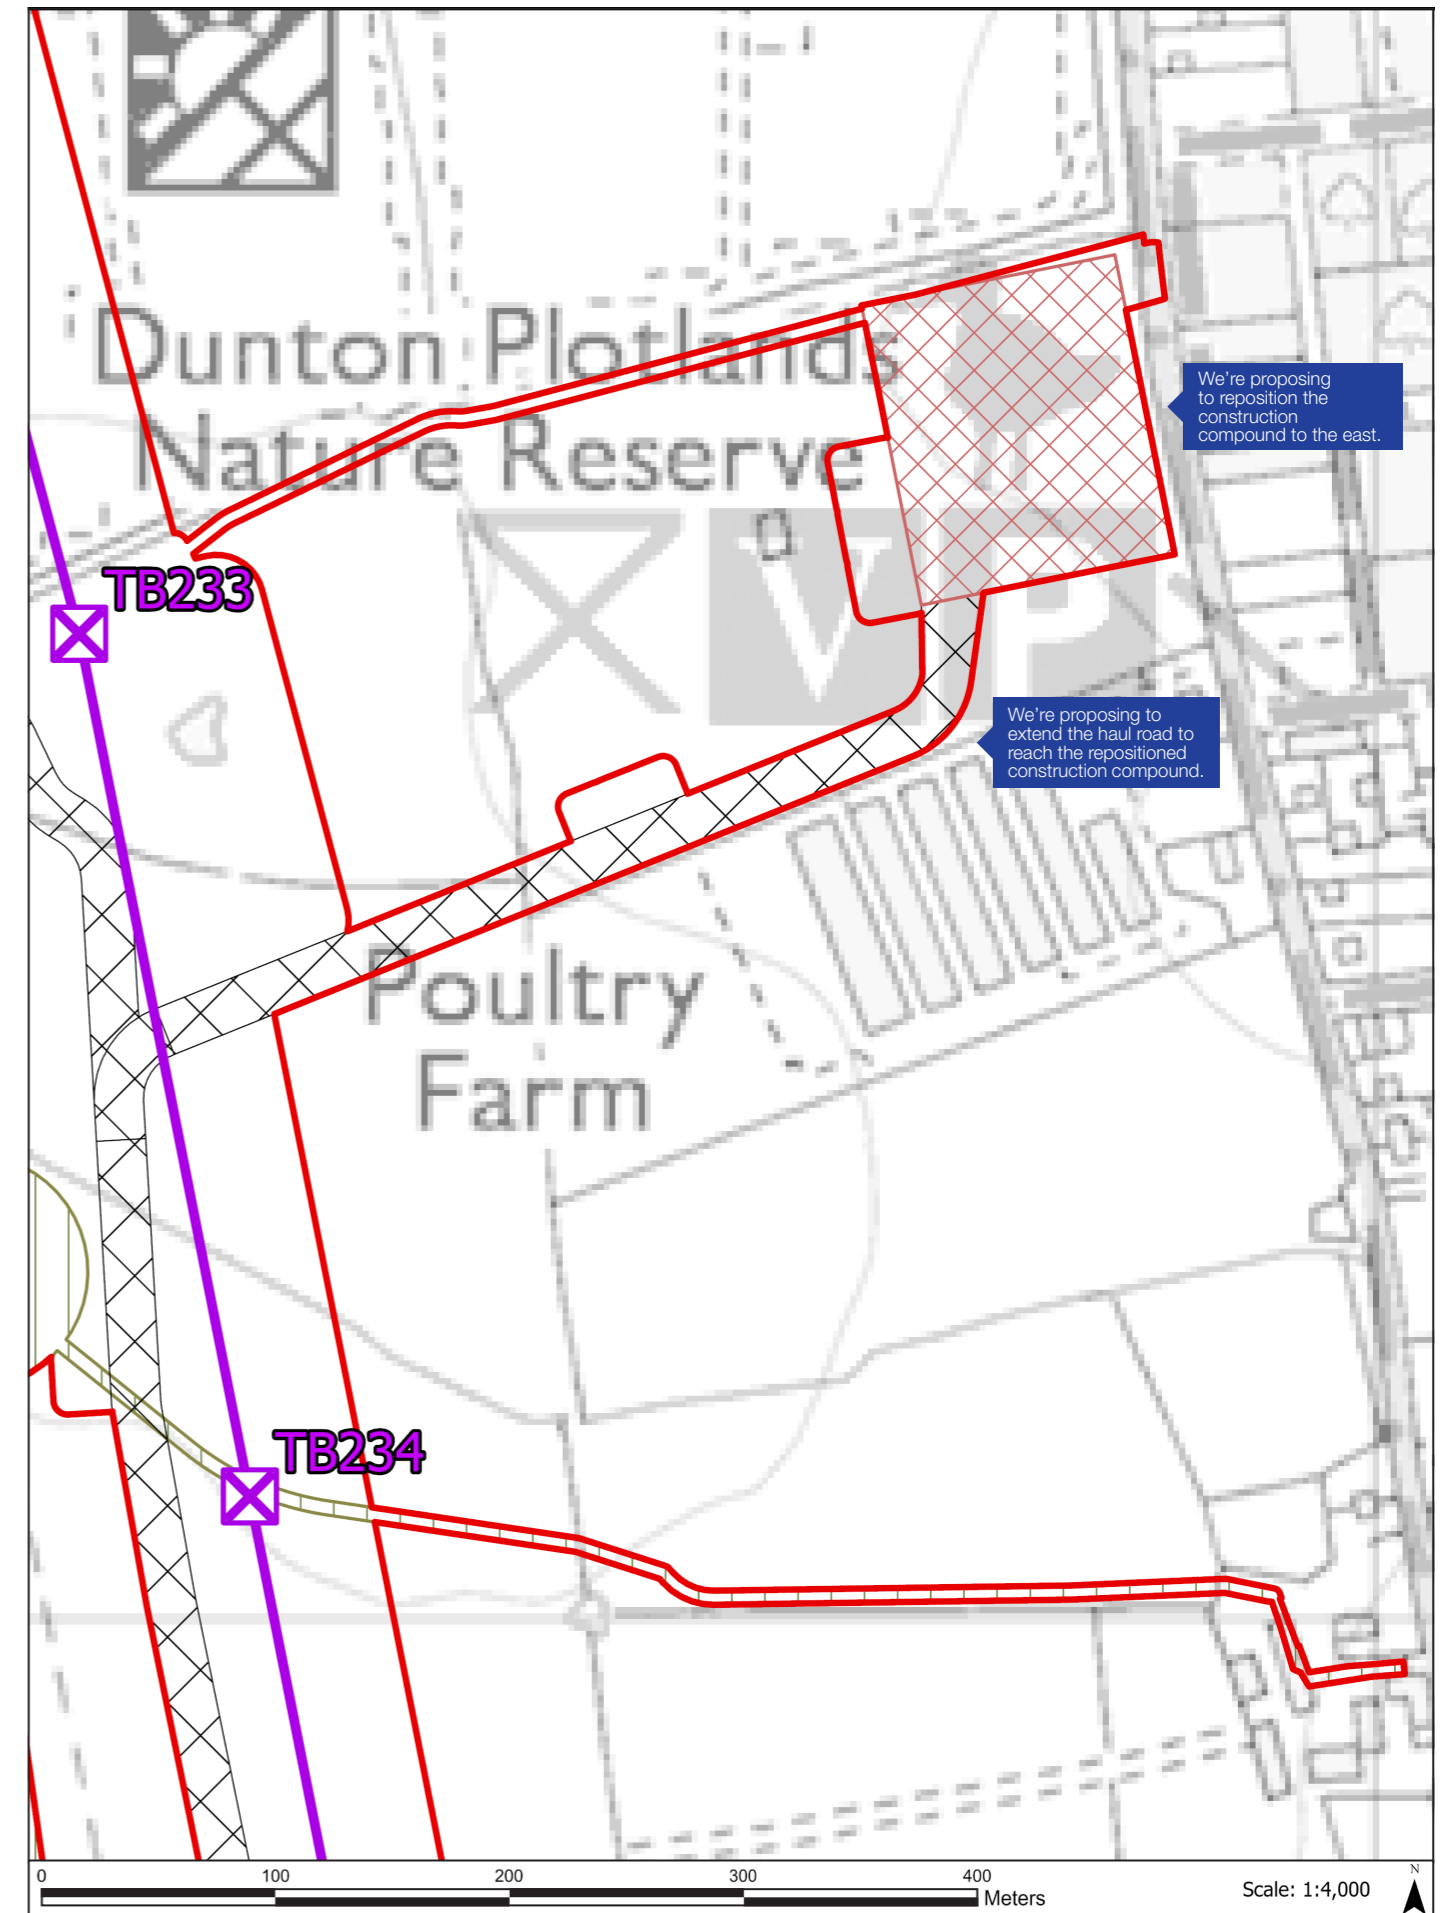 Dunton Plotlands
Nature Reserve
We're proposing
to reposition the
construction
compound to the east.
V P
TB233
We're proposing to
extend the haul road to
reach the repositioned
construction compound.
Poultry
Farm
TB234
0 100 200 300 400
Meters
Scale: 1:4,000
N